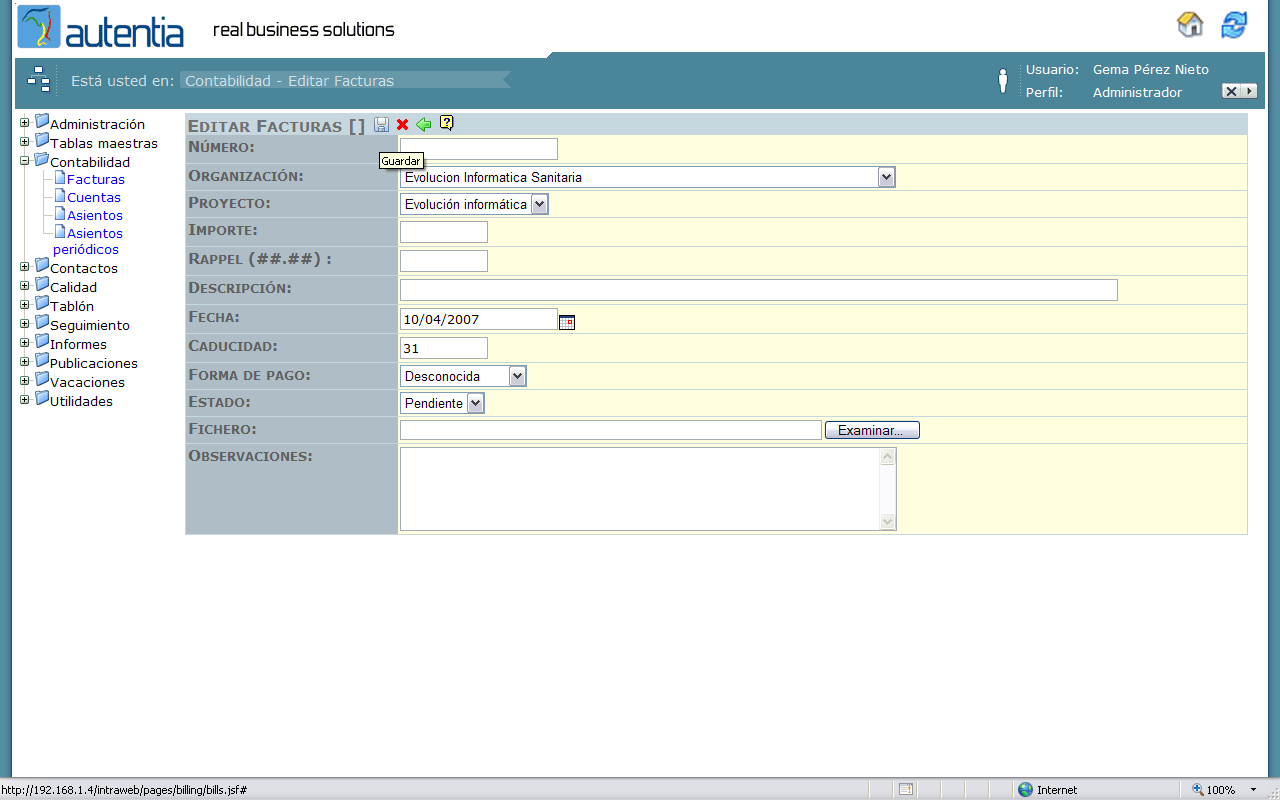 autentia real business solutions
Está usted en: Contabilidad - Editar Facturas
Usuario: Gema Pérez Nieto
Perfil: Administrador
Administración
Tablas maestras
Contabilidad
Facturas
Cuentas
Asientos
Asientos
periódicos
Contactos
Calidad
Tablón
Seguimiento
Informes
Publicaciones
Vacaciones
Utilidades
EDITAR FACTURAS []
NÚMERO:
Guardar
ORGANIZACIÓN: Evolucion Informatica Sanitaria
PROYECTO: Evolución informática
IMPORTE:
RAPPEL (##.##) :
DESCRIPCIÓN:
FECHA: 10/04/2007
CADUCIDAD: 31
FORMA DE PAGO: Desconocida
ESTADO: Pendiente
FICHERO: Examinar...
OBSERVACIONES:
http://192.168.1.4/intraweb/pages/billing/bills.jsf# Internet 100%